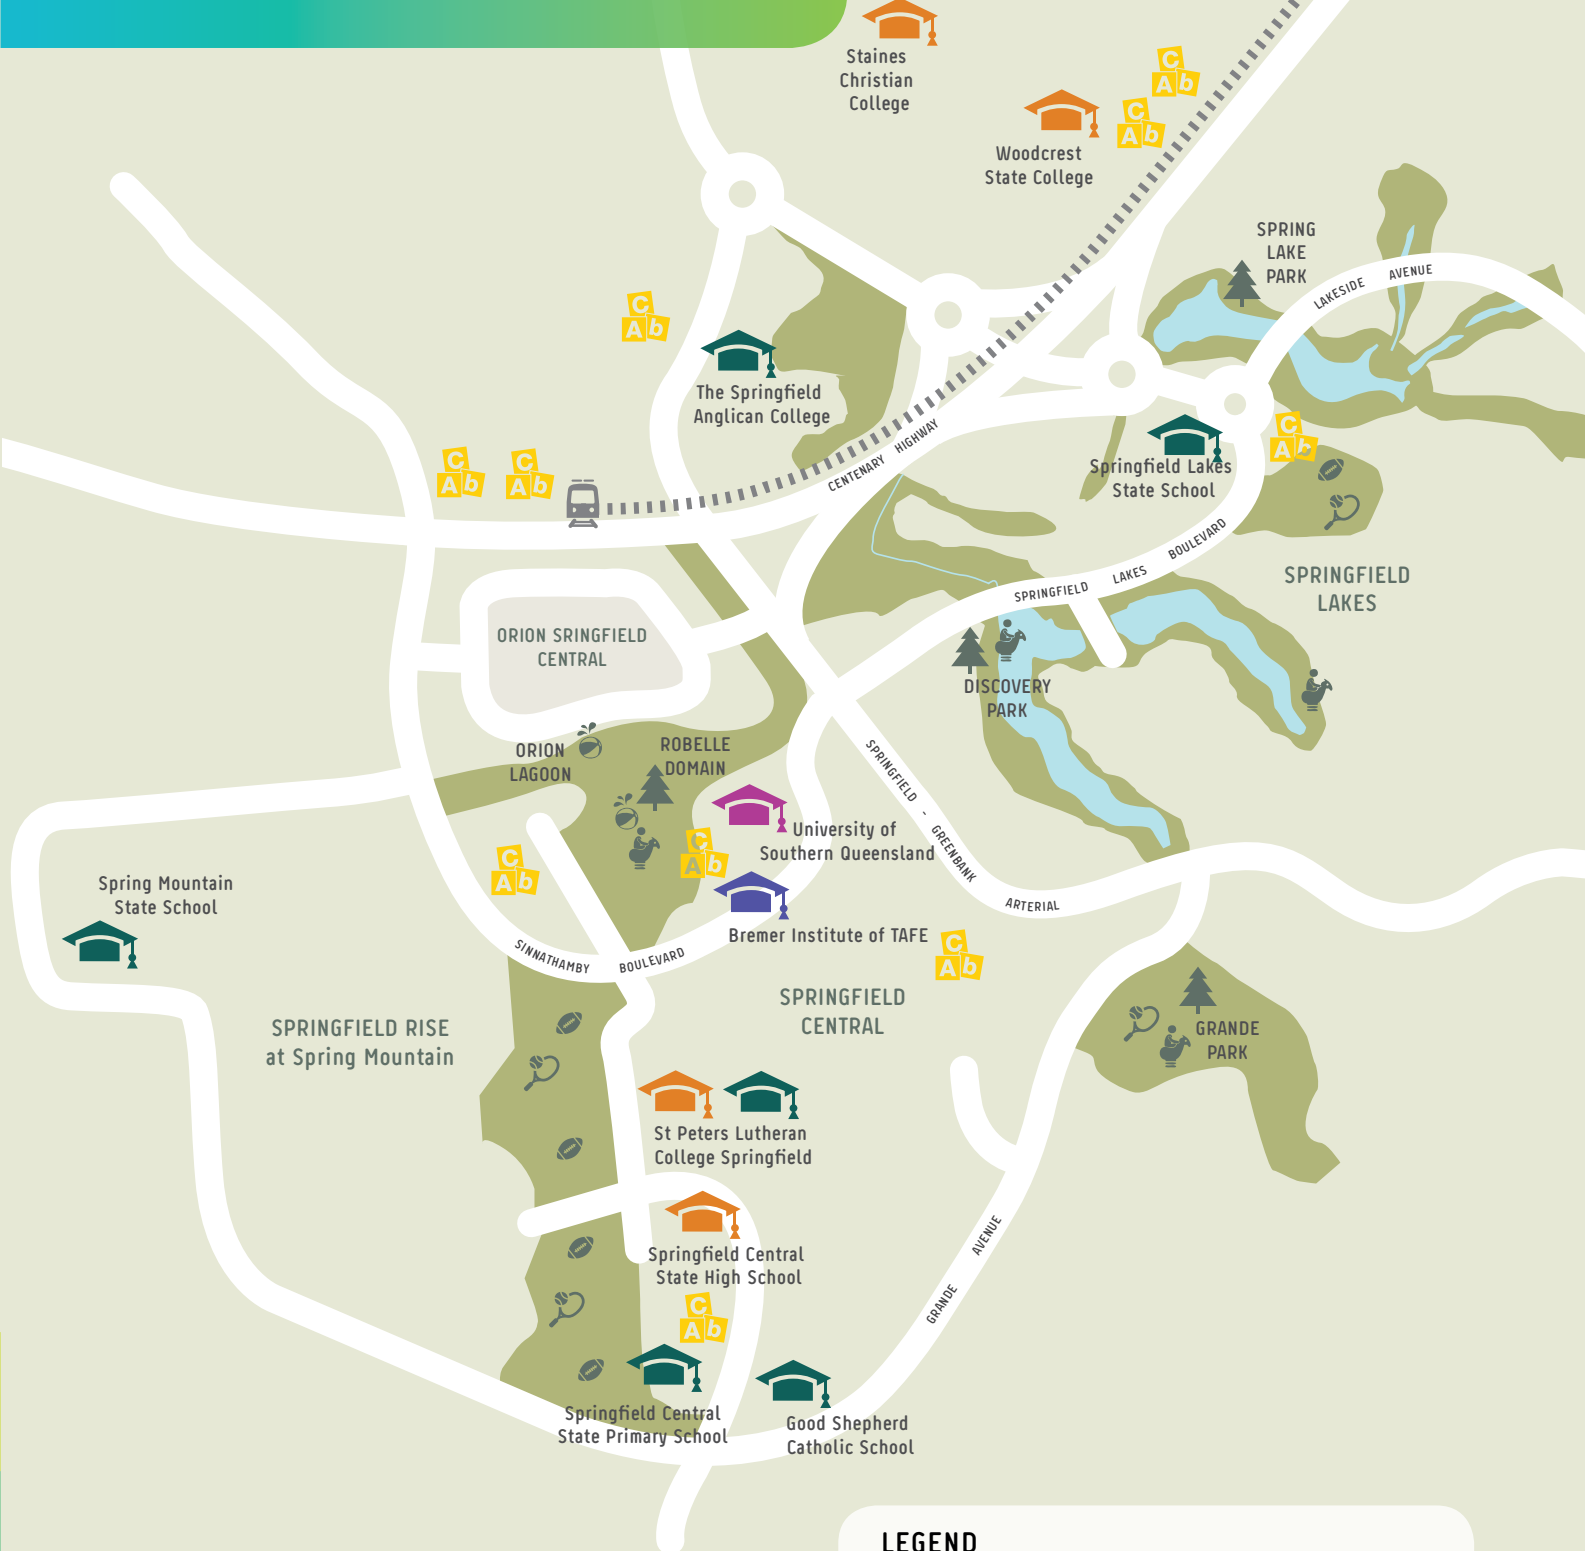 Staines
Christian
College
Woodcrest
State College
C
A b
C
A b
SPRING
LAKE
PARK
LAKESIDE AVENUE
C
A b
The Springfield
Anglican College
CENTENARY HIGHWAY
C
A b
C
A b
C
A b
Springfield Lakes
State School
SPRINGFIELD LAKES BOULEVARD
SPRINGFIELD
LAKES
ORION SRINGFIELD
CENTRAL
DISCOVERY
PARK
ORION
LAGOON
ROBELLE
DOMAIN
SPRINGFIELD - GREENBANK ARTERIAL
University of
Southern Queensland
C
A b
C
A b
Spring Mountain
State School
Bremer Institute of TAFE
C
A b
SINNATHAMBY BOULEVARD
SPRINGFIELD
CENTRAL
SPRINGFIELD RISE
at Spring Mountain
GRANDE
PARK
St Peters Lutheran
College Springfield
GRANDE AVENUE
Springfield Central
State High School
C
A b
Springfield Central
State Primary School
Good Shepherd
Catholic School
LEGEND